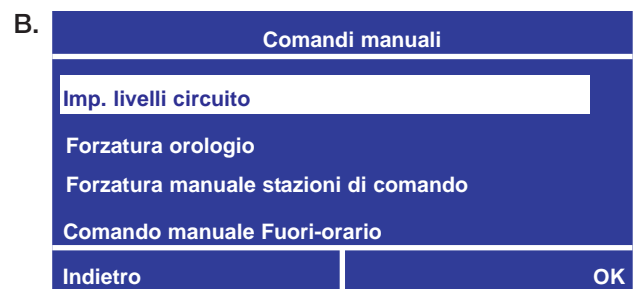 B.
Comandi manuali
Imp. livelli circuito
Forzatura orologio
Forzatura manuale stazioni di comando
Comando manuale Fuori-orario
Indietro OK